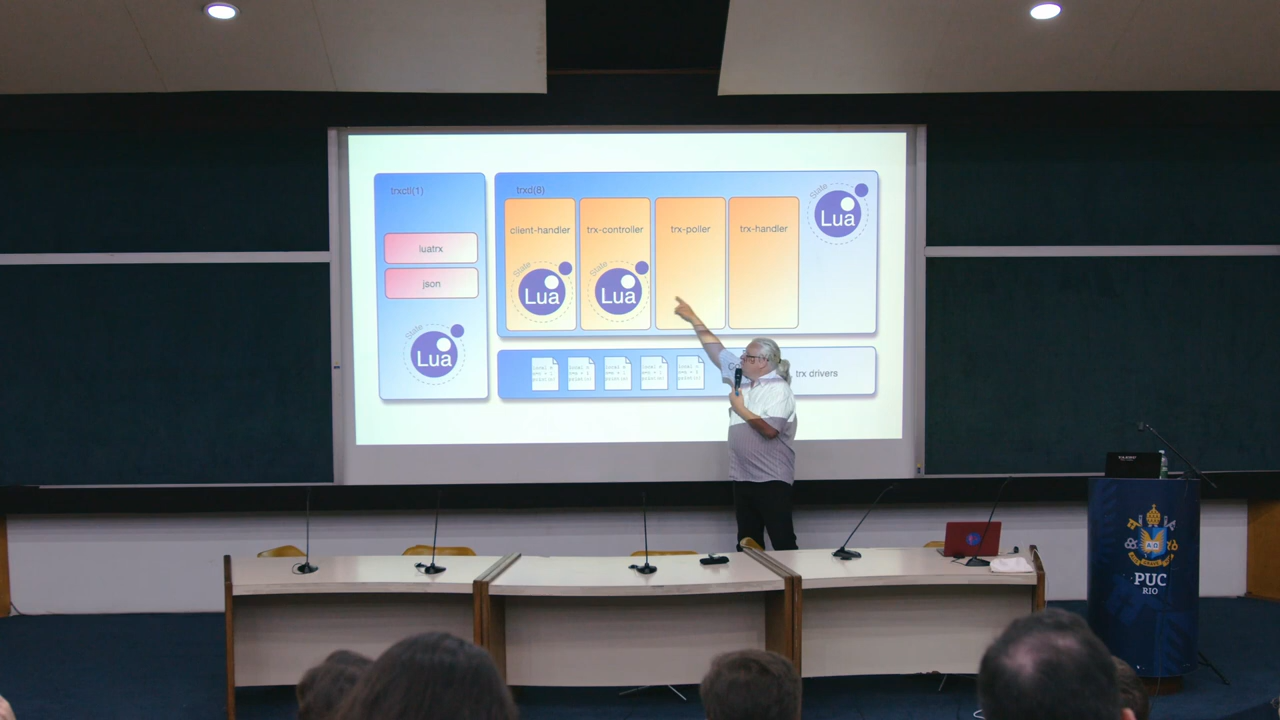 trxctl(1)
luatrx
json
State
Lua
trxd(8)
client-handler
State
Lua
trx-controller
State
Lua
trx-poller
trx-handler
State
Lua
trx drivers
PUC
RIO